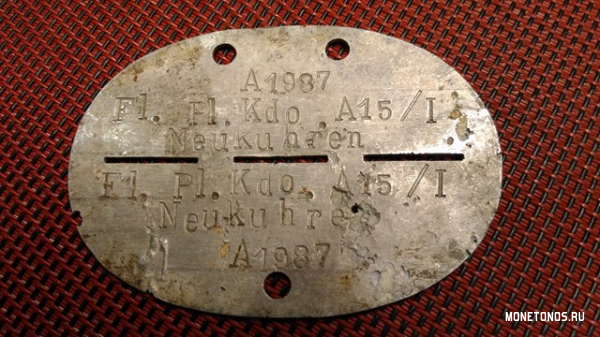 A1987
Fl. Pl. Kdo. A15/I
Neukuhren
Fl. Pl. Kdo. A15/I
Neukuhre
A1987
MONETONOS.RU